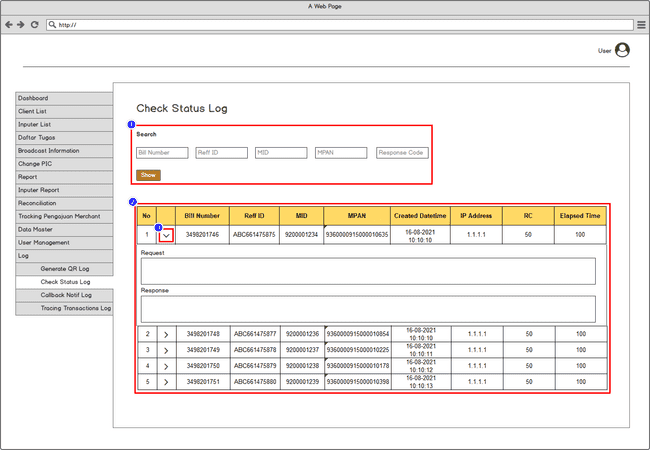 A Web Page
http://
User
Dashboard
Client List
Inputer List
Daftar Tugas
Broadcast Information
Change PIC
Report
Inputer Report
Reconciliation
Tracking Pengajuan Merchant
Data Master
User Management
Log
Generate QR Log
Check Status Log
Callback Notif Log
Tracing Transactions Log
Check Status Log
1
Search
Bill Number Reff ID MID MPAN Response Code
Show
2
No Bill Number Reff ID MID MPAN Created Datetime IP Address RC Elapsed Time
3
1 3498201746 ABC661475875 9200001234 9360000915000010635 16-08-2021 10:10:10 1.1.1.1 50 100
Request
Response
2 3498201748 ABC661475877 9200001236 9360000915000010854 16-08-2021 10:10:10 1.1.1.1 50 100
3 3498201749 ABC661475878 9200001237 9360000915000010225 16-08-2021 10:10:11 1.1.1.1 50 100
4 3498201750 ABC661475879 9200001238 9360000915000010178 16-08-2021 10:10:12 1.1.1.1 50 100
5 3498201751 ABC661475880 9200001239 9360000915000010398 16-08-2021 10:10:13 1.1.1.1 50 100